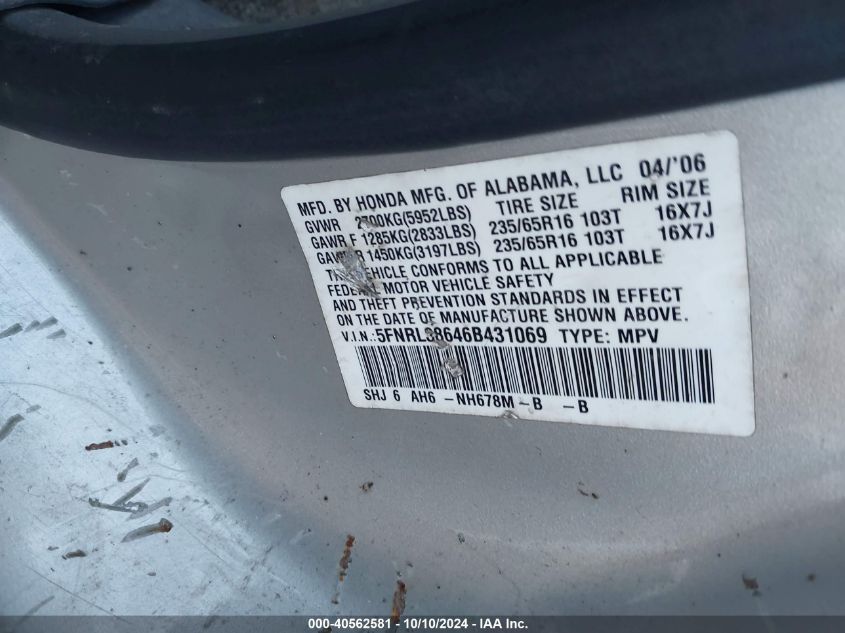 MFD. BY HONDA MFG. OF ALABAMA, LLC 04/'06
GVWR 2700KG(5952LBS) TIRE SIZE RIM SIZE
GAWR F 1285KG(2833LBS) 235/65R16 103T 16X7J
GAWR R 1450KG(3197LBS) 235/65R16 103T 16X7J
VEHICLE CONFORMS TO ALL APPLICABLE
FEDERAL MOTOR VEHICLE SAFETY
AND THEFT PREVENTION STANDARDS IN EFFECT
ON THE DATE OF MANUFACTURE SHOWN ABOVE.
V.I.N.:5FNRL38646B431069 TYPE: MPV
SHJ 6 AH6 -NH678M-B -B
000-40562581 - 10/10/2024 - IAA Inc.